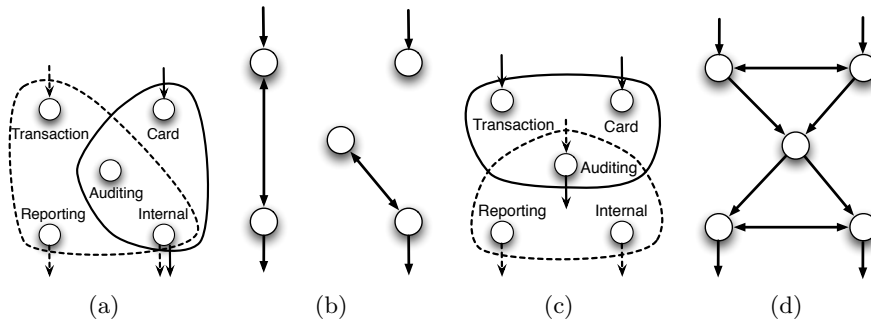 Transaction
Card
Auditing
Reporting
Internal
Transaction
Card
Auditing
Reporting
Internal
(a)
(b)
(c)
(d)